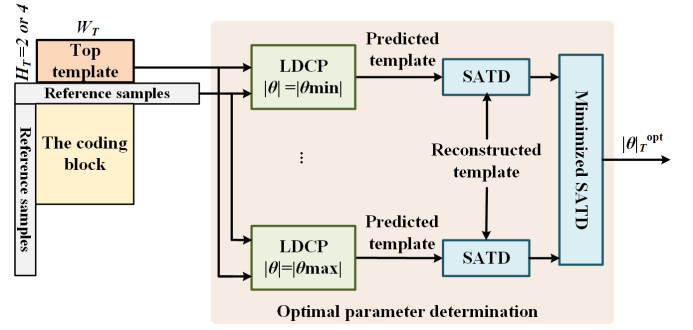 W_T
H_T=2 or 4
Top
template
Reference samples
Reference samples
The coding
block
LDCP
|θ| =|θmin|
Predicted
template
SATD
...
Reconstructed
template
LDCP
|θ|=|θmax|
Predicted
template
SATD
Mimimized SATD
|θ|_T^opt
Optimal parameter determination